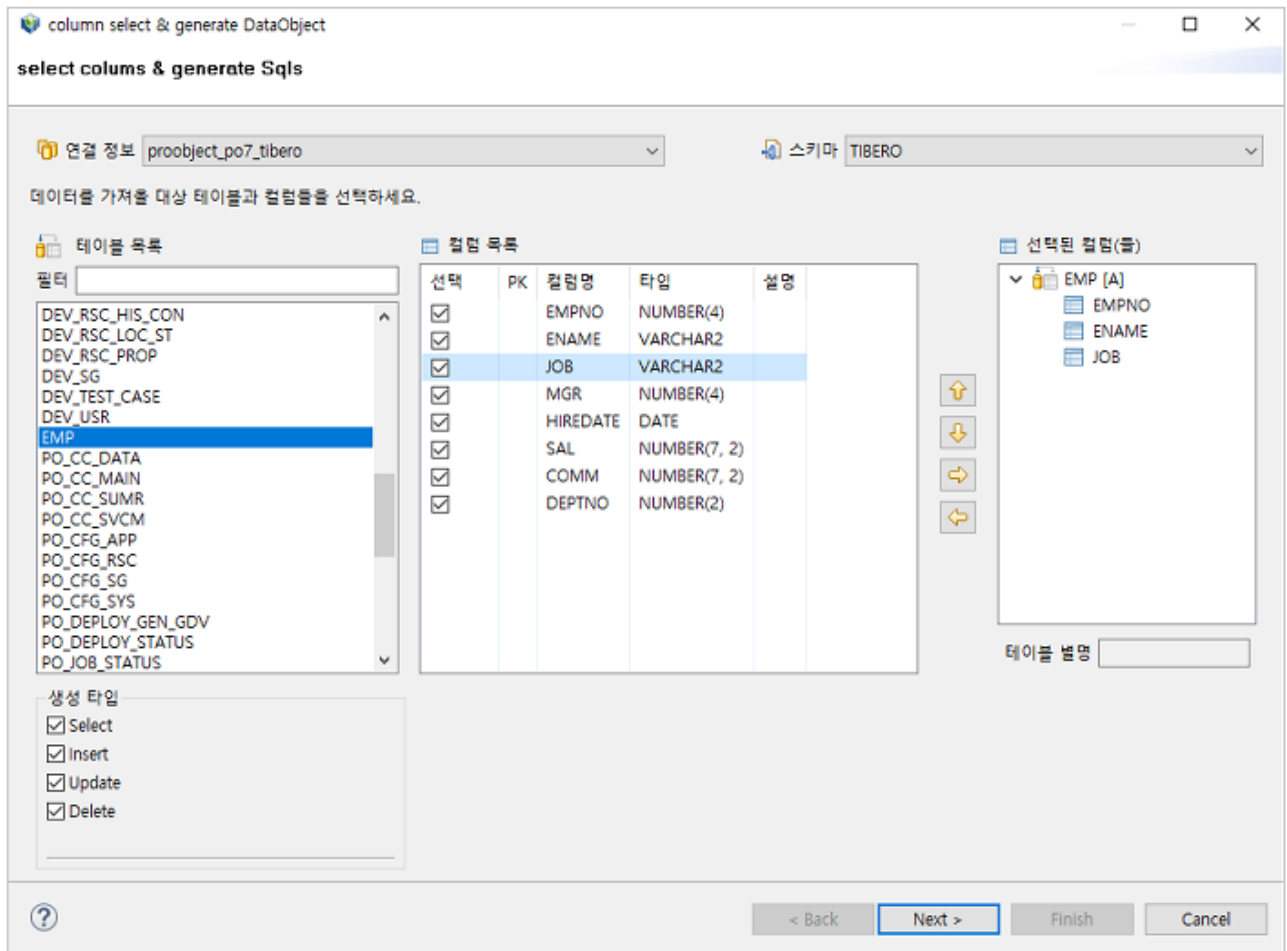 column select & generate DataObject
select colums & generate Sqls
연결 정보 proobject_po7_tibero 스키마 TIBERO
데이터를 가져올 대상 테이블과 컬럼들을 선택하세요.
테이블 목록
필터
DEV_RSC_HIS_CON
DEV_RSC_LOC_ST
DEV_RSC_PROP
DEV_SG
DEV_TEST_CASE
DEV_USR
EMP
PO_CC_DATA
PO_CC_MAIN
PO_CC_SUMR
PO_CC_SVCM
PO_CFG_APP
PO_CFG_RSC
PO_CFG_SG
PO_CFG_SYS
PO_DEPLOY_GEN_GDV
PO_DEPLOY_STATUS
PO_JOB_STATUS
컬럼 목록
선택 PK 컬럼명 타입 설명
EMPNO NUMBER(4)
ENAME VARCHAR2
JOB VARCHAR2
MGR NUMBER(4)
HIREDATE DATE
SAL NUMBER(7, 2)
COMM NUMBER(7, 2)
DEPTNO NUMBER(2)
선택된 컬럼(들)
EMP [A]
EMPNO
ENAME
JOB
테이블 별명
생성 타입
Select
Insert
Update
Delete
< Back Next > Finish Cancel